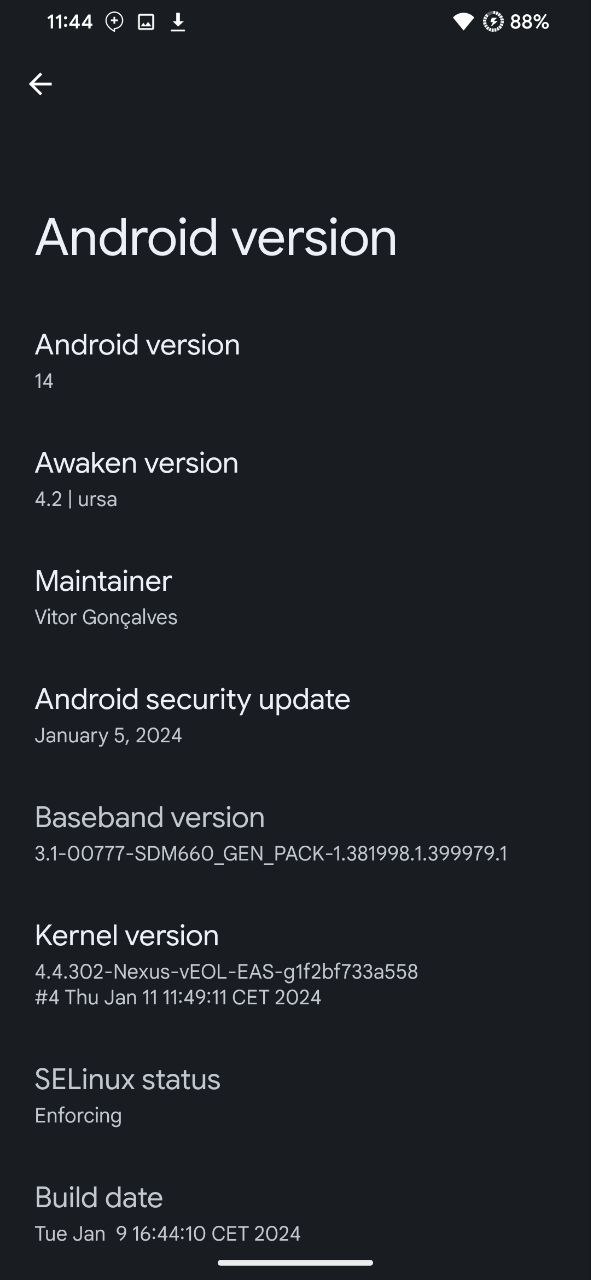 11:44 88%
Android version
Android version
14
Awaken version
4.2 | ursa
Maintainer
Vitor Gonçalves
Android security update
January 5, 2024
Baseband version
3.1-00777-SDM660_GEN_PACK-1.381998.1.399979.1
Kernel version
4.4.302-Nexus-vEOL-EAS-g1f2bf733a558
#4 Thu Jan 11 11:49:11 CET 2024
SELinux status
Enforcing
Build date
Tue Jan  9 16:44:10 CET 2024